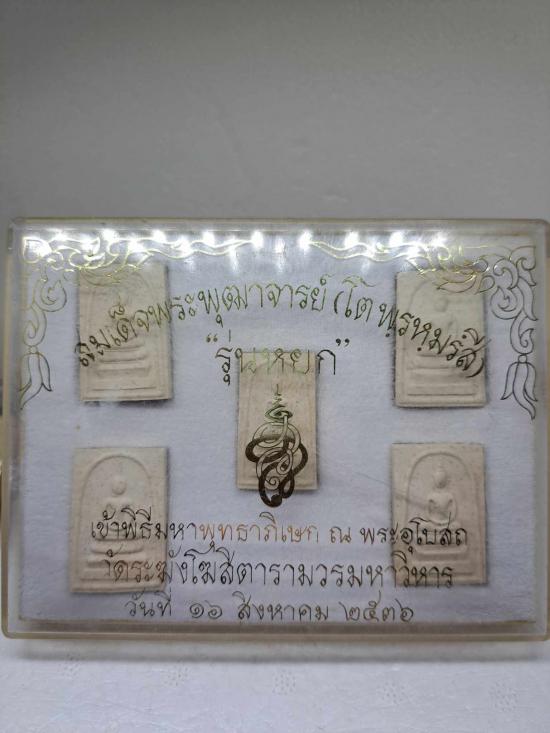 สมเด็จพระพุฒาจารย์ (โต พฺรหฺมรํสี)
"รุ่นหยก"
เข้าพิธีมหาพุทธาภิเษก ณ พระอุโบสถ
วัดระฆังโฆสิตารามวรมหาวิหาร
วันที่ ๑๖ สิงหาคม ๒๕๓๖